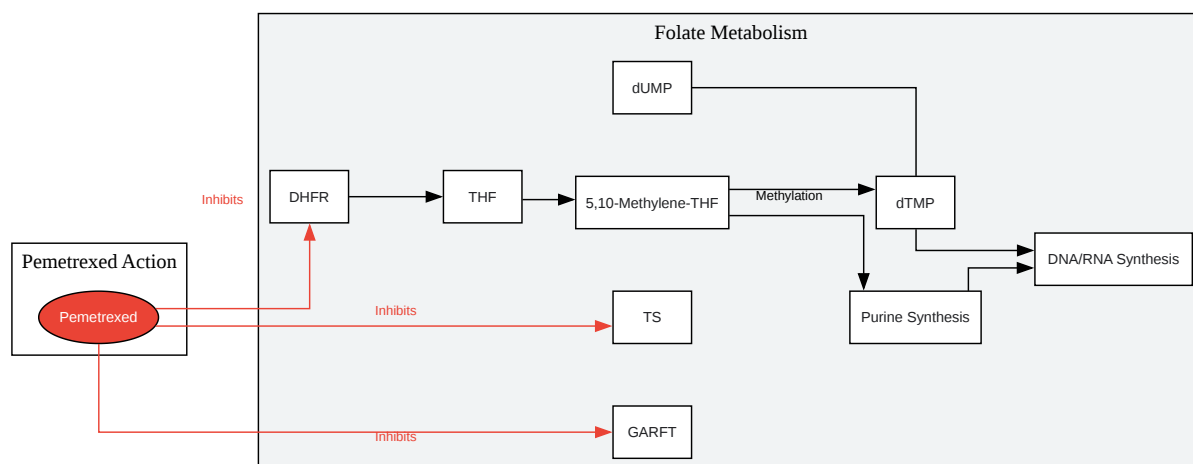 Folate Metabolism
dUMP
Inhibits
DHFR
THF
5,10-Methylene-THF
Methylation
dTMP
DNA/RNA Synthesis
Pemetrexed Action
Pemetrexed
Inhibits
TS
Purine Synthesis
Inhibits
GARFT